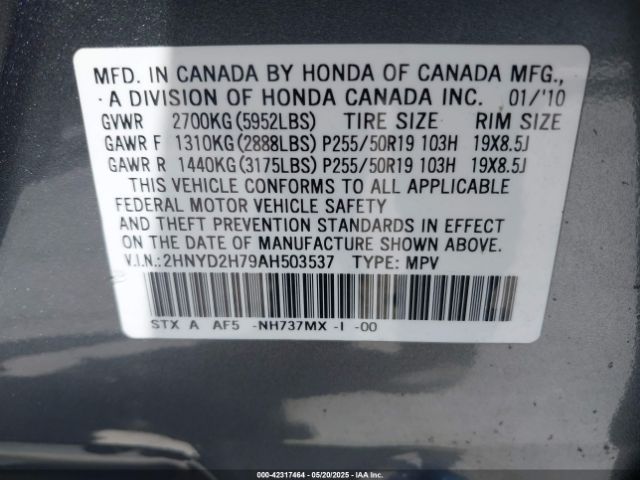 MFD. IN CANADA BY HONDA OF CANADA MFG.,
A DIVISION OF HONDA CANADA INC. 01/'10
GVWR 2700KG(5952LBS) TIRE SIZE RIM SIZE
GAWR F 1310KG(2888LBS) P255/50R19 103H 19X8.5J
GAWR R 1440KG(3175LBS) P255/50R19 103H 19X8.5J
THIS VEHICLE CONFORMS TO ALL APPLICABLE
FEDERAL MOTOR VEHICLE SAFETY
AND THEFT PREVENTION STANDARDS IN EFFECT
ON THE DATE OF MANUFACTURE SHOWN ABOVE.
V.I.N.:2HNYD2H79AH503537 TYPE: MPV
STX A AF5 -NH737MX -I -00
000-42317464 - 05/20/2025 - IAA Inc.